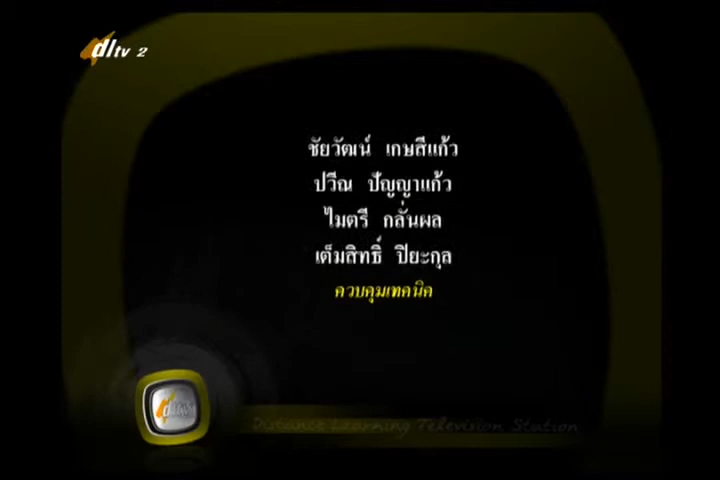 dltv 2
ชัยวัฒน์ เกษสีแก้ว
ปวีณ ปัญญาแก้ว
ไมตรี กลั่นผล
เต็มสิทธิ์ ปิยะกุล
ควบคุมเทคนิค
dltv
Distance Learning Television Station